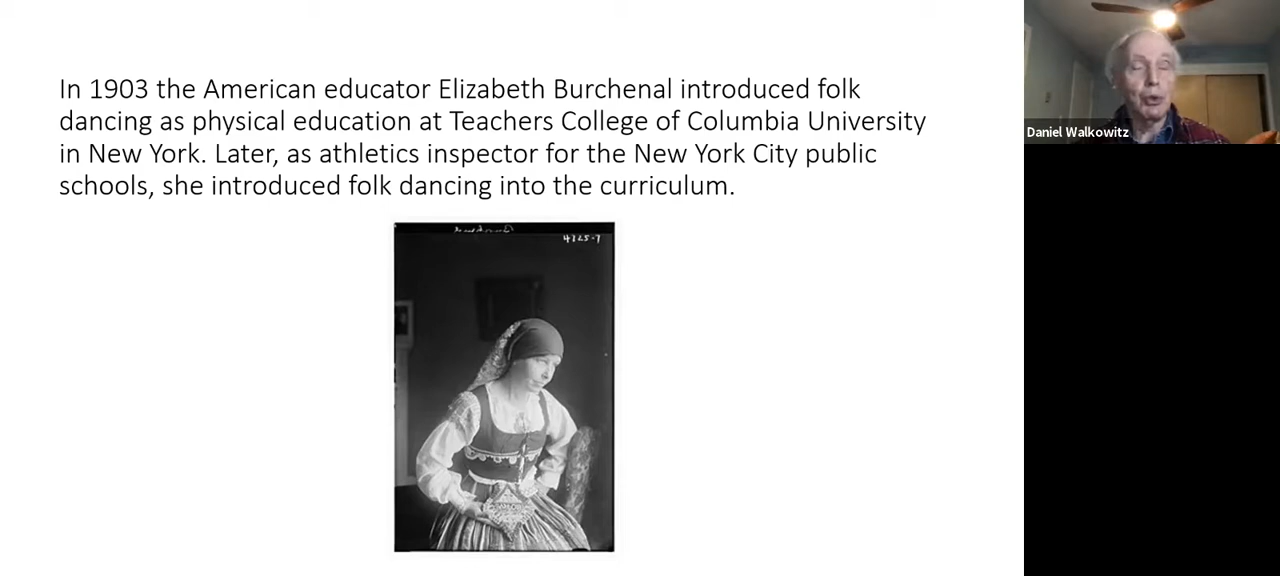 In 1903 the American educator Elizabeth Burchenal introduced folk
dancing as physical education at Teachers College of Columbia University
in New York. Later, as athletics inspector for the New York City public
schools, she introduced folk dancing into the curriculum.
4325-7
Daniel Walkowitz